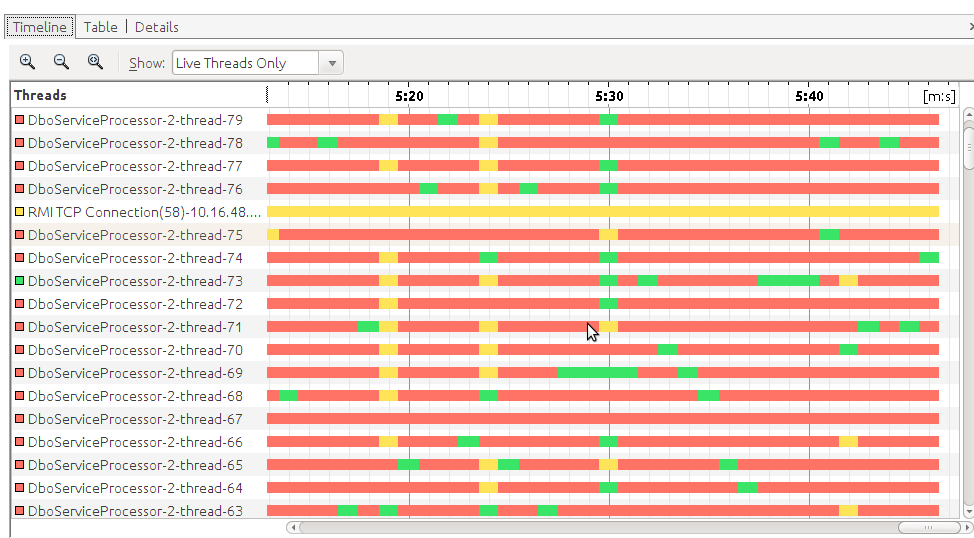 Timeline Table Details
Show: Live Threads Only
Threads 5:20 5:30 5:40 [m:s]
DboServiceProcessor-2-thread-79
DboServiceProcessor-2-thread-78
DboServiceProcessor-2-thread-77
DboServiceProcessor-2-thread-76
RMI TCP Connection(58)-10.16.48....
DboServiceProcessor-2-thread-75
DboServiceProcessor-2-thread-74
DboServiceProcessor-2-thread-73
DboServiceProcessor-2-thread-72
DboServiceProcessor-2-thread-71
DboServiceProcessor-2-thread-70
DboServiceProcessor-2-thread-69
DboServiceProcessor-2-thread-68
DboServiceProcessor-2-thread-67
DboServiceProcessor-2-thread-66
DboServiceProcessor-2-thread-65
DboServiceProcessor-2-thread-64
DboServiceProcessor-2-thread-63